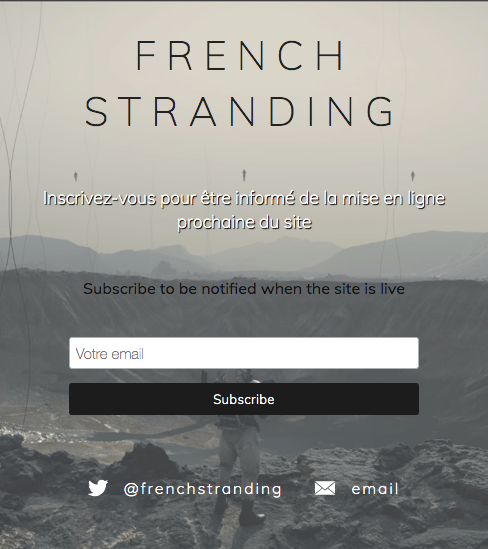 FRENCH
STRANDING
Inscrivez-vous pour être informé de la mise en ligne
prochaine du site
Subscribe to be notified when the site is live
Votre email
Subscribe
@frenchstranding email